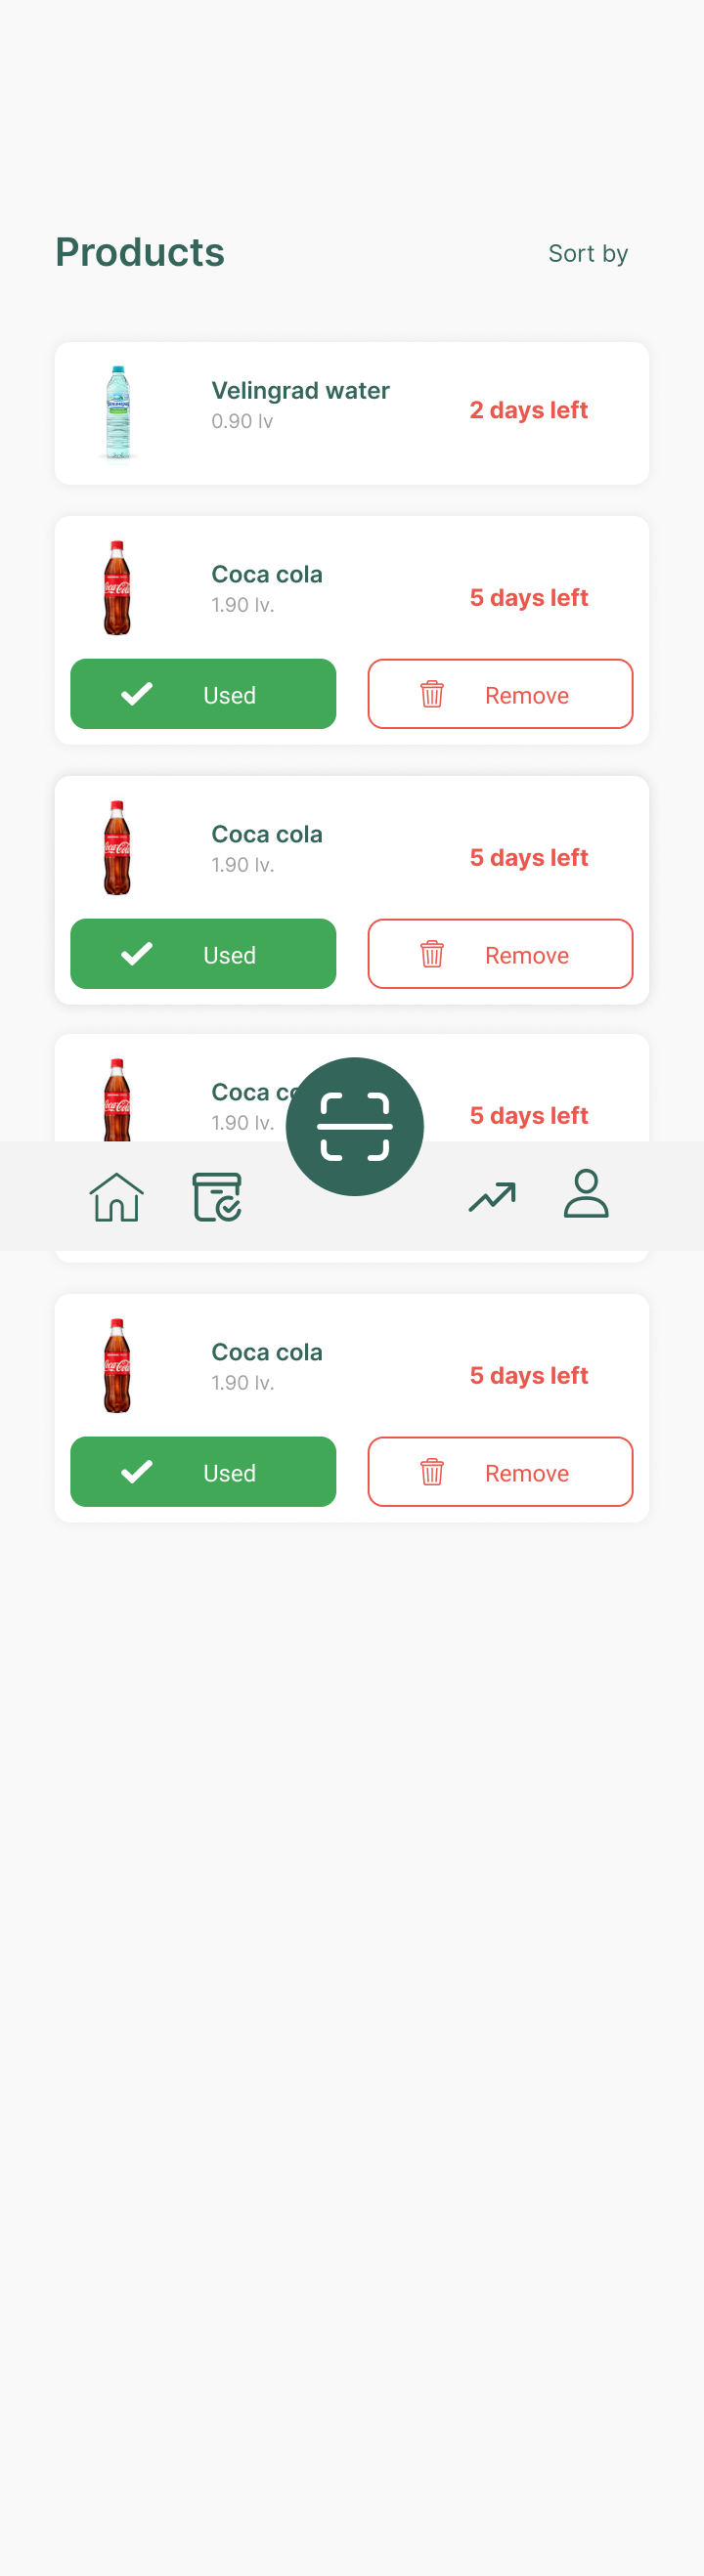 Products
Sort by
Velingrad water
0.90 lv
2 days left
Coca cola
1.90 lv.
5 days left
Used
Remove
Coca cola
1.90 lv.
5 days left
Used
Remove
Coca co
1.90 lv.
5 days left
Coca cola
1.90 lv.
5 days left
Used
Remove